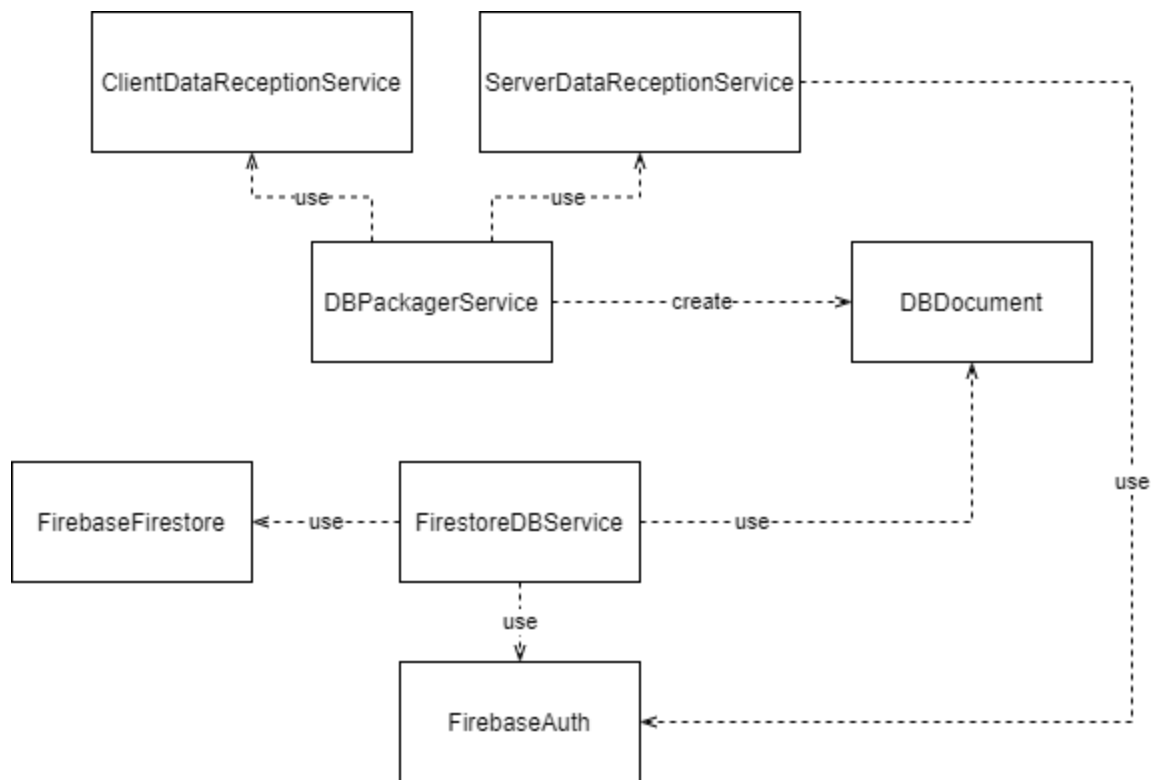 ClientDataReceptionService
ServerDataReceptionService
use
use
DBPackagerService
create
DBDocument
use
FirebaseFirestore
use
FirestoreDBService
use
use
FirebaseAuth